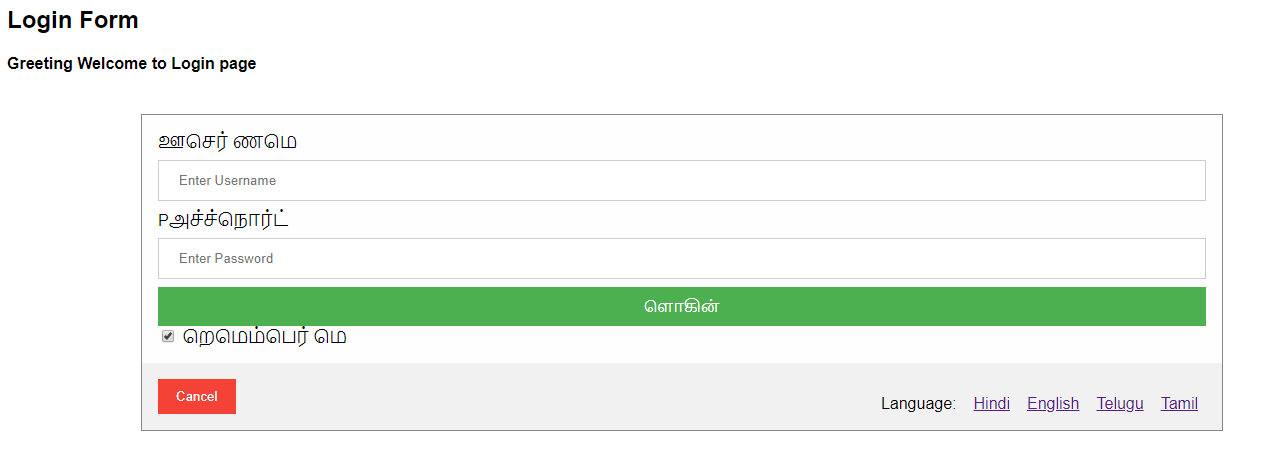 Login Form
Greeting Welcome to Login page
ஊசெர் ணமெ
Enter Username
Pஅச்ச்நொர்ட்
Enter Password
ளொகின்
றெமெம்பெர் மெ
Cancel
Language: Hindi English Telugu Tamil